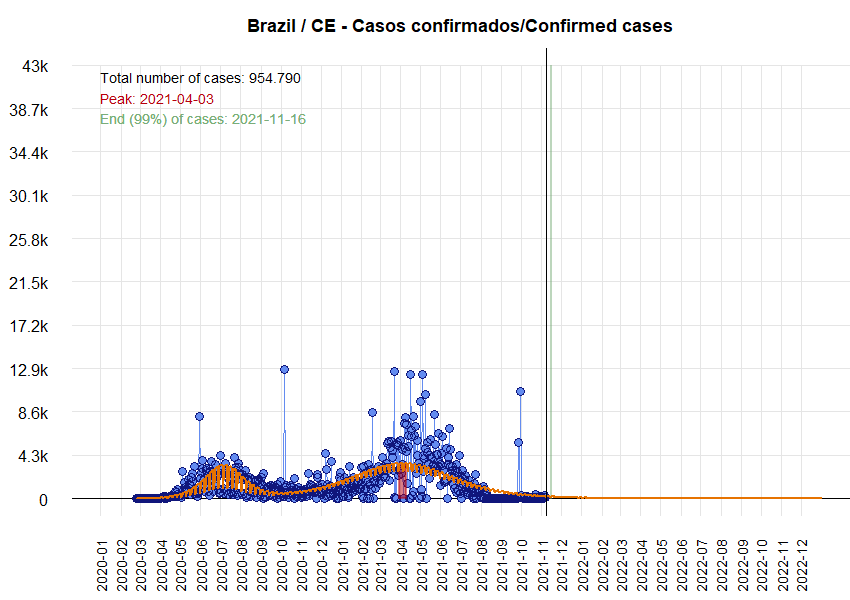 Brazil / CE - Casos confirmados/Confirmed cases
Total number of cases: 954.790
Peak: 2021-04-03
End (99%) of cases: 2021-11-16
43k
38.7k
34.4k
30.1k
25.8k
21.5k
17.2k
12.9k
8.6k
4.3k
0
2020-01
2020-02
2020-03
2020-04
2020-05
2020-06
2020-07
2020-08
2020-09
2020-10
2020-11
2020-12
2021-01
2021-02
2021-03
2021-04
2021-05
2021-06
2021-07
2021-08
2021-09
2021-10
2021-11
2021-12
2022-01
2022-02
2022-03
2022-04
2022-05
2022-06
2022-07
2022-08
2022-09
2022-10
2022-11
2022-12